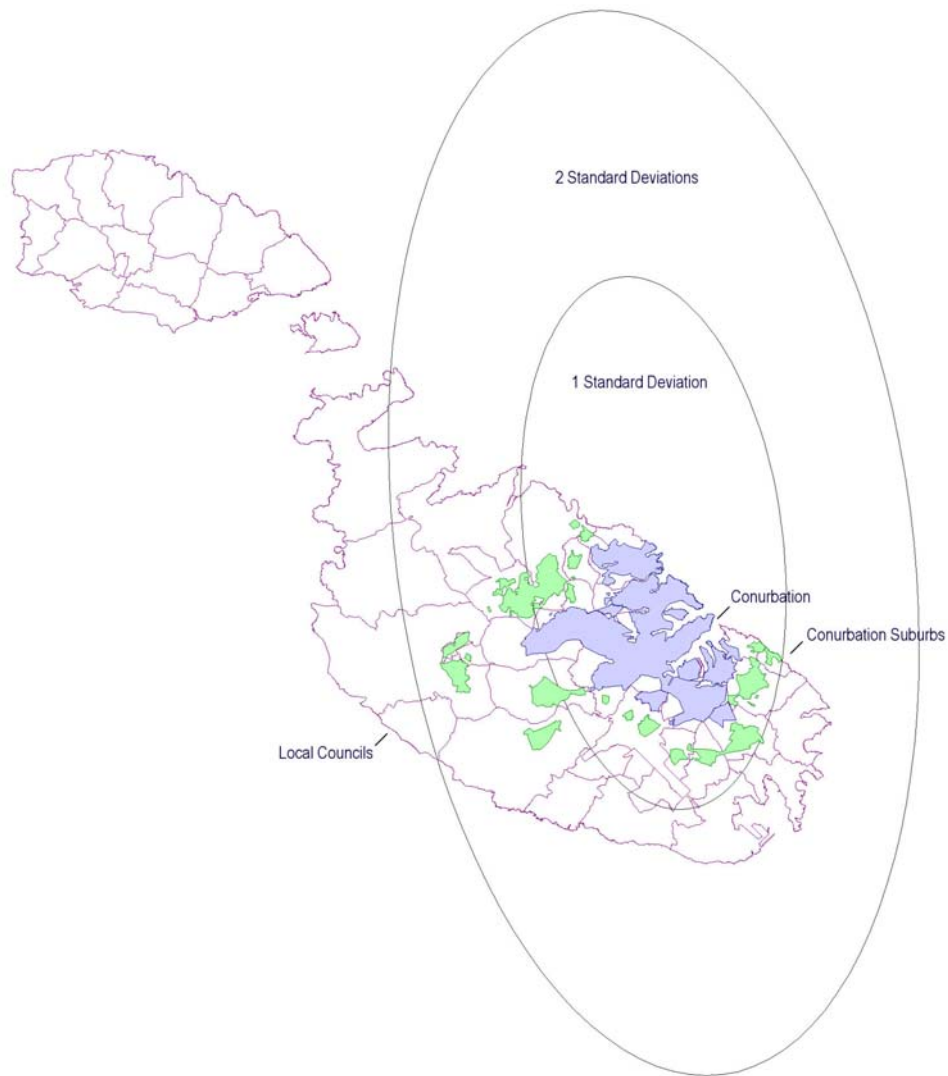 2 Standard Deviations
1 Standard Deviation
Conurbation
Conurbation Suburbs
Local Councils